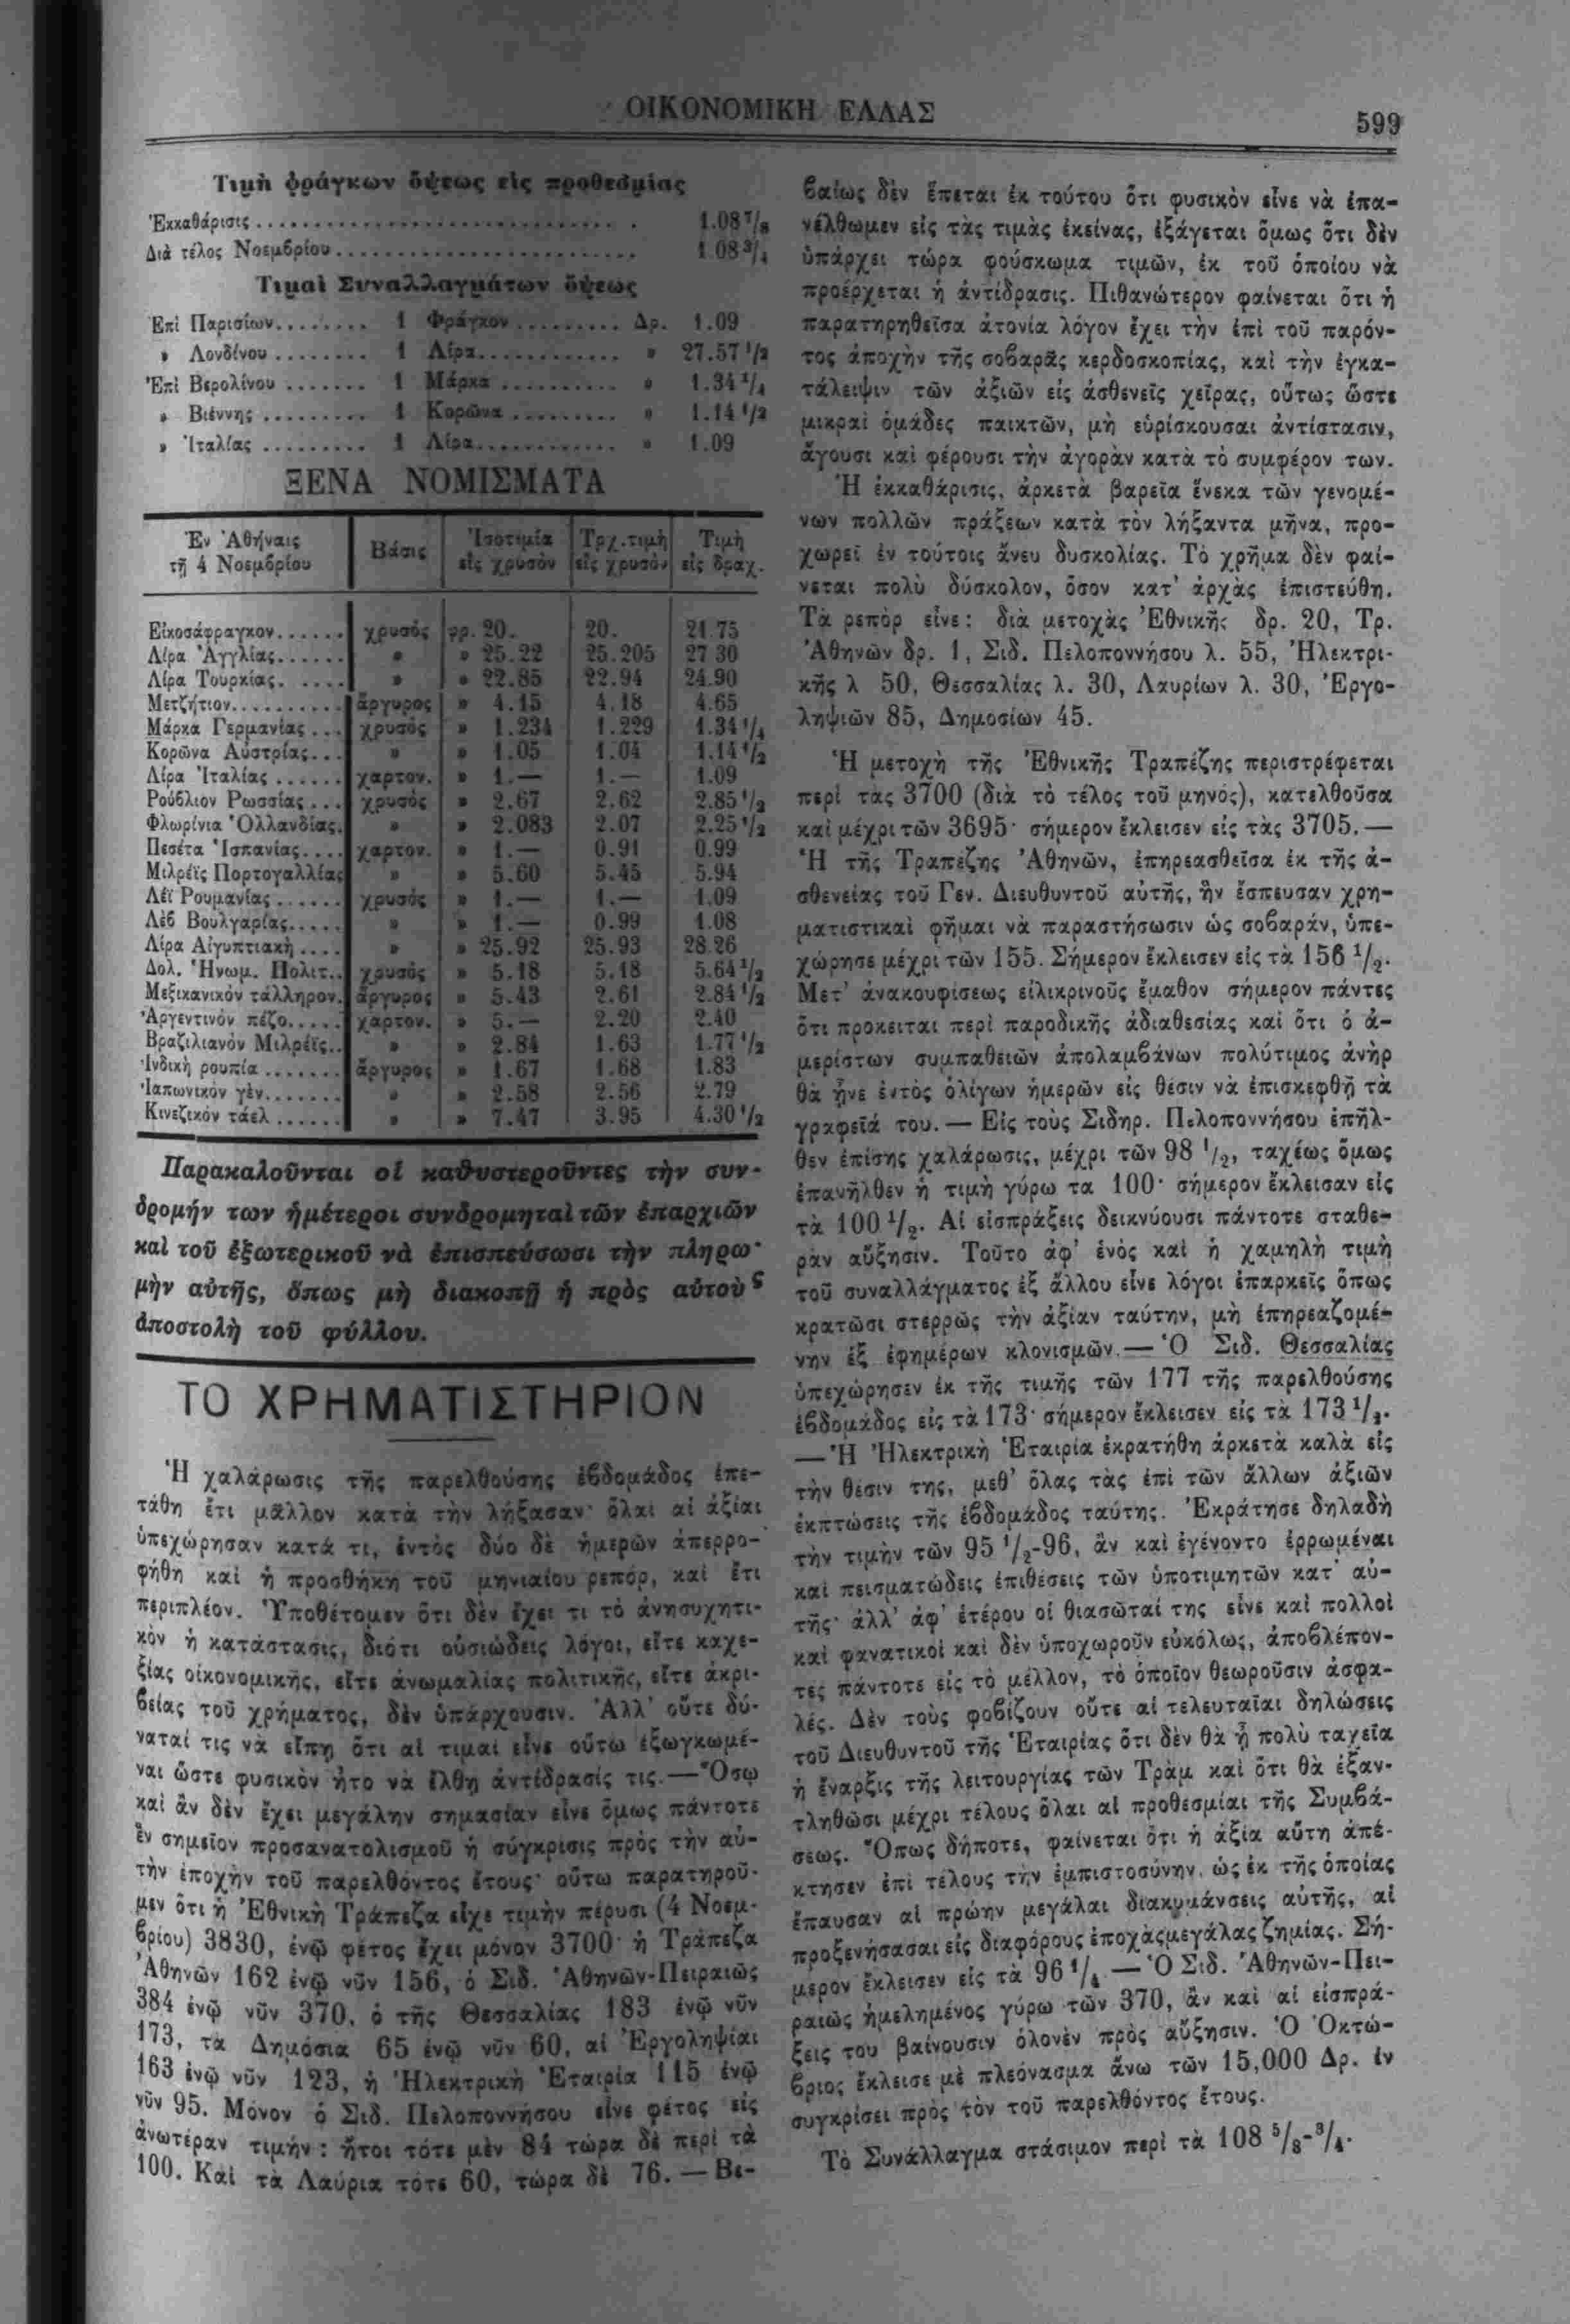 ΟΙΚΟΝΟΜΙΚΗ ΕΛΛΑΣ
599
Τιμὴ φράγκων ὄψεως εἰς προθεσμίας
Ἐκκαθάρισις . . . 1.08 7/8
Διὰ τέλος Νοεμβρίου . . . 1 08 3/4
Τιμαὶ Συναλλαγμάτων ὄψεως
Ἐπὶ Παρισίων . . . 1 Φράγκον . . . Δρ. 1.09
» Λονδίνου . . . 1 Λίρα . . . » 27.57 1/2
Ἐπὶ Βερολίνου . . . 1 Μάρκα . . . » 1.34 1/4
» Βιέννης . . . 1 Κορῶνα . . . » 1.14 1/2
» Ἰταλίας . . . 1 Λίρα . . . » 1.09
ΞΕΝΑ ΝΟΜΙΣΜΑΤΑ
Ἐν Ἀθήναις τῇ 4 Νοεμβρίου | Βάσις | Ἰσοτιμία εἰς χρυσὸν | Τρχ. τιμὴ εἰς χρυσὸν | Τιμὴ εἰς δραχ.
Εἰκοσάφραγκον . . . χρυσός φρ. 20. 20. 21.75
Λίρα Ἀγγλίας . . . » » 25.22 25.205 27 30
Λίρα Τουρκίας . . . » » 22.85 22.94 24.90
Μετζήτιον . . . ἄργυρος » 4.15 4.18 4.65
Μάρκα Γερμανίας . . . χρυσός » 1.234 1.229 1.34 1/4
Κορῶνα Αὐστρίας . . . » » 1.05 1.04 1.14 1/2
Λίρα Ἰταλίας . . . χαρτον. » 1.— 1.— 1.09
Ρούβλιον Ρωσσίας . . . χρυσός » 2.67 2.62 2.85 1/2
Φλωρίνια Ὁλλανδίας. » » 2.083 2.07 2.25 1/2
Πεσέτα Ἱσπανίας . . . χαρτον. » 1.— 0.91 0.99
Μιλρέϊς Πορτογαλλίας » » 5.60 5.45 5.94
Λέϊ Ρουμανίας . . . χρυσός » 1.— 1.— 1.09
Λὲβ Βουλγαρίας . . . » » 1.— 0.99 1.08
Λίρα Αἰγυπτιακὴ . . . » » 25.92 25.93 28.26
Δολ. Ἡνωμ. Πολιτ. . χρυσός » 5.18 5.18 5.64 1/2
Μεξικανικόν τάλληρον. ἄργυρος » 5.43 2.61 2.84 1/2
Ἀργεντινόν πέζο . . . χαρτον. » 5.— 2.20 2.40
Βραζιλιανόν Μιλρέϊς. . » » 2.84 1.63 1.77 1/2
Ἰνδικὴ ρουπία . . . ἄργυρος » 1.67 1.68 1.83
Ἰαπωνικόν γέν . . . » » 2.58 2.56 2.79
Κινεζικόν τάελ . . . » » 7.47 3.95 4.30 1/2
Παρακαλοῦνται οἱ καθυστεροῦντες τὴν συν-
δρομήν των ἡμέτεροι συνδρομηταὶ τῶν ἐπαρχιῶν
καὶ τοῦ ἐξωτερικοῦ νὰ ἐπισπεύσωσι τὴν πληρω-
μὴν αὐτῆς, ὅπως μὴ διακοπῇ ἡ πρὸς αὐτοὺς
ἀποστολὴ τοῦ φύλλου.
ΤΟ ΧΡΗΜΑΤΙΣΤΗΡΙΟΝ
Ἡ χαλάρωσις τῆς παρελθούσης ἑβδομάδος ἐπε-
τάθη ἔτι μᾶλλον κατὰ τὴν λήξασαν· ὅλαι αἱ ἀξίαι
ὑπεχώρησαν κατά τι, ἐντὸς δύο δὲ ἡμερῶν ἀπερρο-
φήθη καὶ ἡ προσθήκη τοῦ μηνιαίου ρεπόρ, καὶ ἔτι
περιπλέον. Ὑποθέτομεν ὅτι δὲν ἔχει τι τὸ ἀνησυχητι-
κὸν ἡ κατάστασις, διότι οὐσιώδεις λόγοι, εἴτε καχε-
ξίας οἰκονομικῆς, εἴτε ἀνωμαλίας πολιτικῆς, εἴτε ἀκρι-
βείας τοῦ χρήματος, δὲν ὑπάρχουσιν. Ἀλλ' οὔτε δύ-
ναταί τις νὰ εἴπῃ ὅτι αἱ τιμαὶ εἶνε οὕτω ἐξωγκωμέ-
ναι ὥστε φυσικὸν ἦτο νὰ ἔλθῃ ἀντίδρασίς τις.—Ὅσῳ
καὶ ἂν δὲν ἔχει μεγάλην σημασίαν εἶνε ὅμως πάντοτε
ἓν σημεῖον προσανατολισμοῦ ἡ σύγκρισις πρὸς τὴν αὐ-
τὴν ἐποχὴν τοῦ παρελθόντος ἔτους· οὕτω παρατηροῦ-
μεν ὅτι ἡ Ἐθνικὴ Τράπεζα εἶχε τιμὴν πέρυσι (4 Νοεμ-
βρίου) 3830, ἐνῷ φέτος ἔχει μόνον 3700· ἡ Τράπεζα
Ἀθηνῶν 162 ἐνῷ νῦν 156, ὁ Σιδ. Ἀθηνῶν-Πειραιῶς
384 ἐνῷ νῦν 370, ὁ τῆς Θεσσαλίας 183 ἐνῷ νῦν
173, τὰ Δημόσια 65 ἐνῷ νῦν 60, αἱ Ἐργοληψίαι
163 ἐνῷ νῦν 123, ἡ Ἠλεκτρικὴ Ἑταιρία 115 ἐνῷ
νῦν 95. Μόνον ὁ Σιδ. Πελοποννήσου εἶνε φέτος εἰς
ἀνωτέραν τιμήν : ἤτοι τότε μὲν 84 τώρα δὲ περὶ τὰ
100. Καὶ τὰ Λαύρια τότε 60, τώρα δὲ 76. — Βε-
βαίως δὲν ἕπεται ἐκ τούτου ὅτι φυσικὸν εἶνε νὰ ἐπα-
νέλθωμεν εἰς τὰς τιμὰς ἐκείνας, ἐξάγεται ὅμως ὅτι δὲν
ὑπάρχει τώρα φούσκωμα τιμῶν, ἐκ τοῦ ὁποίου νὰ
προέρχεται ἡ ἀντίδρασις. Πιθανώτερον φαίνεται ὅτι ἡ
παρατηρηθεῖσα ἀτονία λόγον ἔχει τὴν ἐπὶ τοῦ παρόν-
τος ἀποχὴν τῆς σοβαρᾶς κερδοσκοπίας, καὶ τὴν ἐγκα-
τάλειψιν τῶν ἀξιῶν εἰς ἀσθενεῖς χεῖρας, οὕτως ὥστε
μικραὶ ὁμάδες παικτῶν, μὴ εὑρίσκουσαι ἀντίστασιν,
ἄγουσι καὶ φέρουσι τὴν ἀγορὰν κατὰ τὸ συμφέρον των.
Ἡ ἐκκαθάρισις, ἀρκετὰ βαρεῖα ἕνεκα τῶν γενομέ-
νων πολλῶν πράξεων κατὰ τὸν λήξαντα μῆνα, προ-
χωρεῖ ἐν τούτοις ἄνευ δυσκολίας. Τὸ χρῆμα δὲν φαί-
νεται πολὺ δύσκολον, ὅσον κατ' ἀρχὰς ἐπιστεύθη.
Τὰ ρεπὸρ εἶνε : διὰ μετοχὰς Ἐθνικῆς δρ. 20, Τρ.
Ἀθηνῶν δρ. 1, Σιδ. Πελοποννήσου λ. 55, Ἠλεκτρι-
κῆς λ 50, Θεσσαλίας λ. 30, Λαυρίων λ. 30, Ἐργο-
ληψιῶν 85, Δημοσίων 45.
Ἡ μετοχὴ τῆς Ἐθνικῆς Τραπέζης περιστρέφεται
περὶ τὰς 3700 (διὰ τὸ τέλος τοῦ μηνός), κατελθοῦσα
καὶ μέχρι τῶν 3695· σήμερον ἔκλεισεν εἰς τὰς 3705.—
Ἡ τῆς Τραπέζης Ἀθηνῶν, ἐπηρεασθεῖσα ἐκ τῆς ἀ-
σθενείας τοῦ Γεν. Διευθυντοῦ αὐτῆς, ἣν ἔσπευσαν χρη-
ματιστικαὶ φῆμαι νὰ παραστήσωσιν ὡς σοβαράν, ὑπε-
χώρησε μέχρι τῶν 155. Σήμερον ἔκλεισεν εἰς τὰ 156 1/2.
Μετ' ἀνακουφίσεως εἰλικρινοῦς ἔμαθον σήμερον πάντες
ὅτι πρόκειται περὶ παροδικῆς ἀδιαθεσίας καὶ ὅτι ὁ ἀ-
μερίστων συμπαθειῶν ἀπολαμβάνων πολύτιμος ἀνὴρ
θὰ ᾖνε ἐντὸς ὀλίγων ἡμερῶν εἰς θέσιν νὰ ἐπισκεφθῇ τὰ
γραφεῖά του.— Εἰς τοὺς Σιδηρ. Πελοποννήσου ἐπῆλ-
θεν ἐπίσης χαλάρωσις, μέχρι τῶν 98 1/2, ταχέως ὅμως
ἐπανῆλθεν ἡ τιμὴ γύρω τα 100· σήμερον ἔκλεισαν εἰς
τὰ 100 1/2. Αἱ εἰσπράξεις δεικνύουσι πάντοτε σταθε-
ρὰν αὔξησιν. Τοῦτο ἀφ' ἑνὸς καὶ ἡ χαμηλὴ τιμὴ
τοῦ συναλλάγματος ἐξ ἄλλου εἶνε λόγοι ἐπαρκεῖς ὅπως
κρατῶσι στερρῶς τὴν ἀξίαν ταύτην, μὴ ἐπηρεαζομέ-
νην ἐξ ἐφημέρων κλονισμῶν.—Ὁ Σιδ. Θεσσαλίας
ὑπεχώρησεν ἐκ τῆς τιμῆς τῶν 177 τῆς παρελθούσης
ἑβδομάδος εἰς τὰ 173· σήμερον ἔκλεισεν εἰς τὰ 173 1/2.
—Ἡ Ἠλεκτρικὴ Ἑταιρία ἐκρατήθη ἀρκετὰ καλὰ εἰς
τὴν θέσιν της, μεθ' ὅλας τὰς ἐπὶ τῶν ἄλλων ἀξιῶν
ἐκπτώσεις τῆς ἑβδομάδος ταύτης. Ἐκράτησε δηλαδὴ
τὴν τιμὴν τῶν 95 1/2-96, ἂν καὶ ἐγένοντο ἐρρωμέναι
καὶ πεισματώδεις ἐπιθέσεις τῶν ὑποτιμητῶν κατ' αὐ-
τῆς· ἀλλ' ἀφ' ἑτέρου οἱ θιασῶταί της εἶνε καὶ πολλοὶ
καὶ φανατικοὶ καὶ δὲν ὑποχωροῦν εὐκόλως, ἀποβλέπον-
τες πάντοτε εἰς τὸ μέλλον, τὸ ὁποῖον θεωροῦσιν ἀσφα-
λές. Δὲν τοὺς φοβίζουν οὔτε αἱ τελευταῖαι δηλώσεις
τοῦ Διευθυντοῦ τῆς Ἑταιρίας ὅτι δὲν θὰ ᾖ πολὺ ταχεῖα
ἡ ἔναρξις τῆς λειτουργίας τῶν Τρὰμ καὶ ὅτι θὰ ἐξαν-
τληθῶσι μέχρι τέλους ὅλαι αἱ προθεσμίαι τῆς Συμβά-
σεως. Ὅπως δήποτε, φαίνεται ὅτι ἡ ἀξία αὕτη ἀπέ-
κτησεν ἐπὶ τέλους τὴν ἐμπιστοσύνην, ὡς ἐκ τῆς ὁποίας
ἔπαυσαν αἱ πρώην μεγάλαι διακυμάνσεις αὐτῆς, αἱ
προξενήσασαι εἰς διαφόρους ἐποχὰς μεγάλας ζημίας. Σή-
μερον ἔκλεισεν εἰς τὰ 96 1/4 — Ὁ Σιδ. Ἀθηνῶν-Πει-
ραιῶς ἡμελημένος γύρω τῶν 370, ἂν καὶ αἱ εἰσπρά-
ξεις του βαίνουσιν ὁλονὲν πρὸς αὔξησιν. Ὁ Ὀκτώ-
βριος ἔκλεισε μὲ πλεόνασμα ἄνω τῶν 15,000 Δρ. ἐν
συγκρίσει πρὸς τὸν τοῦ παρελθόντος ἔτους.
Τὸ Συνάλλαγμα στάσιμον περὶ τὰ 108 5/8-3/4.